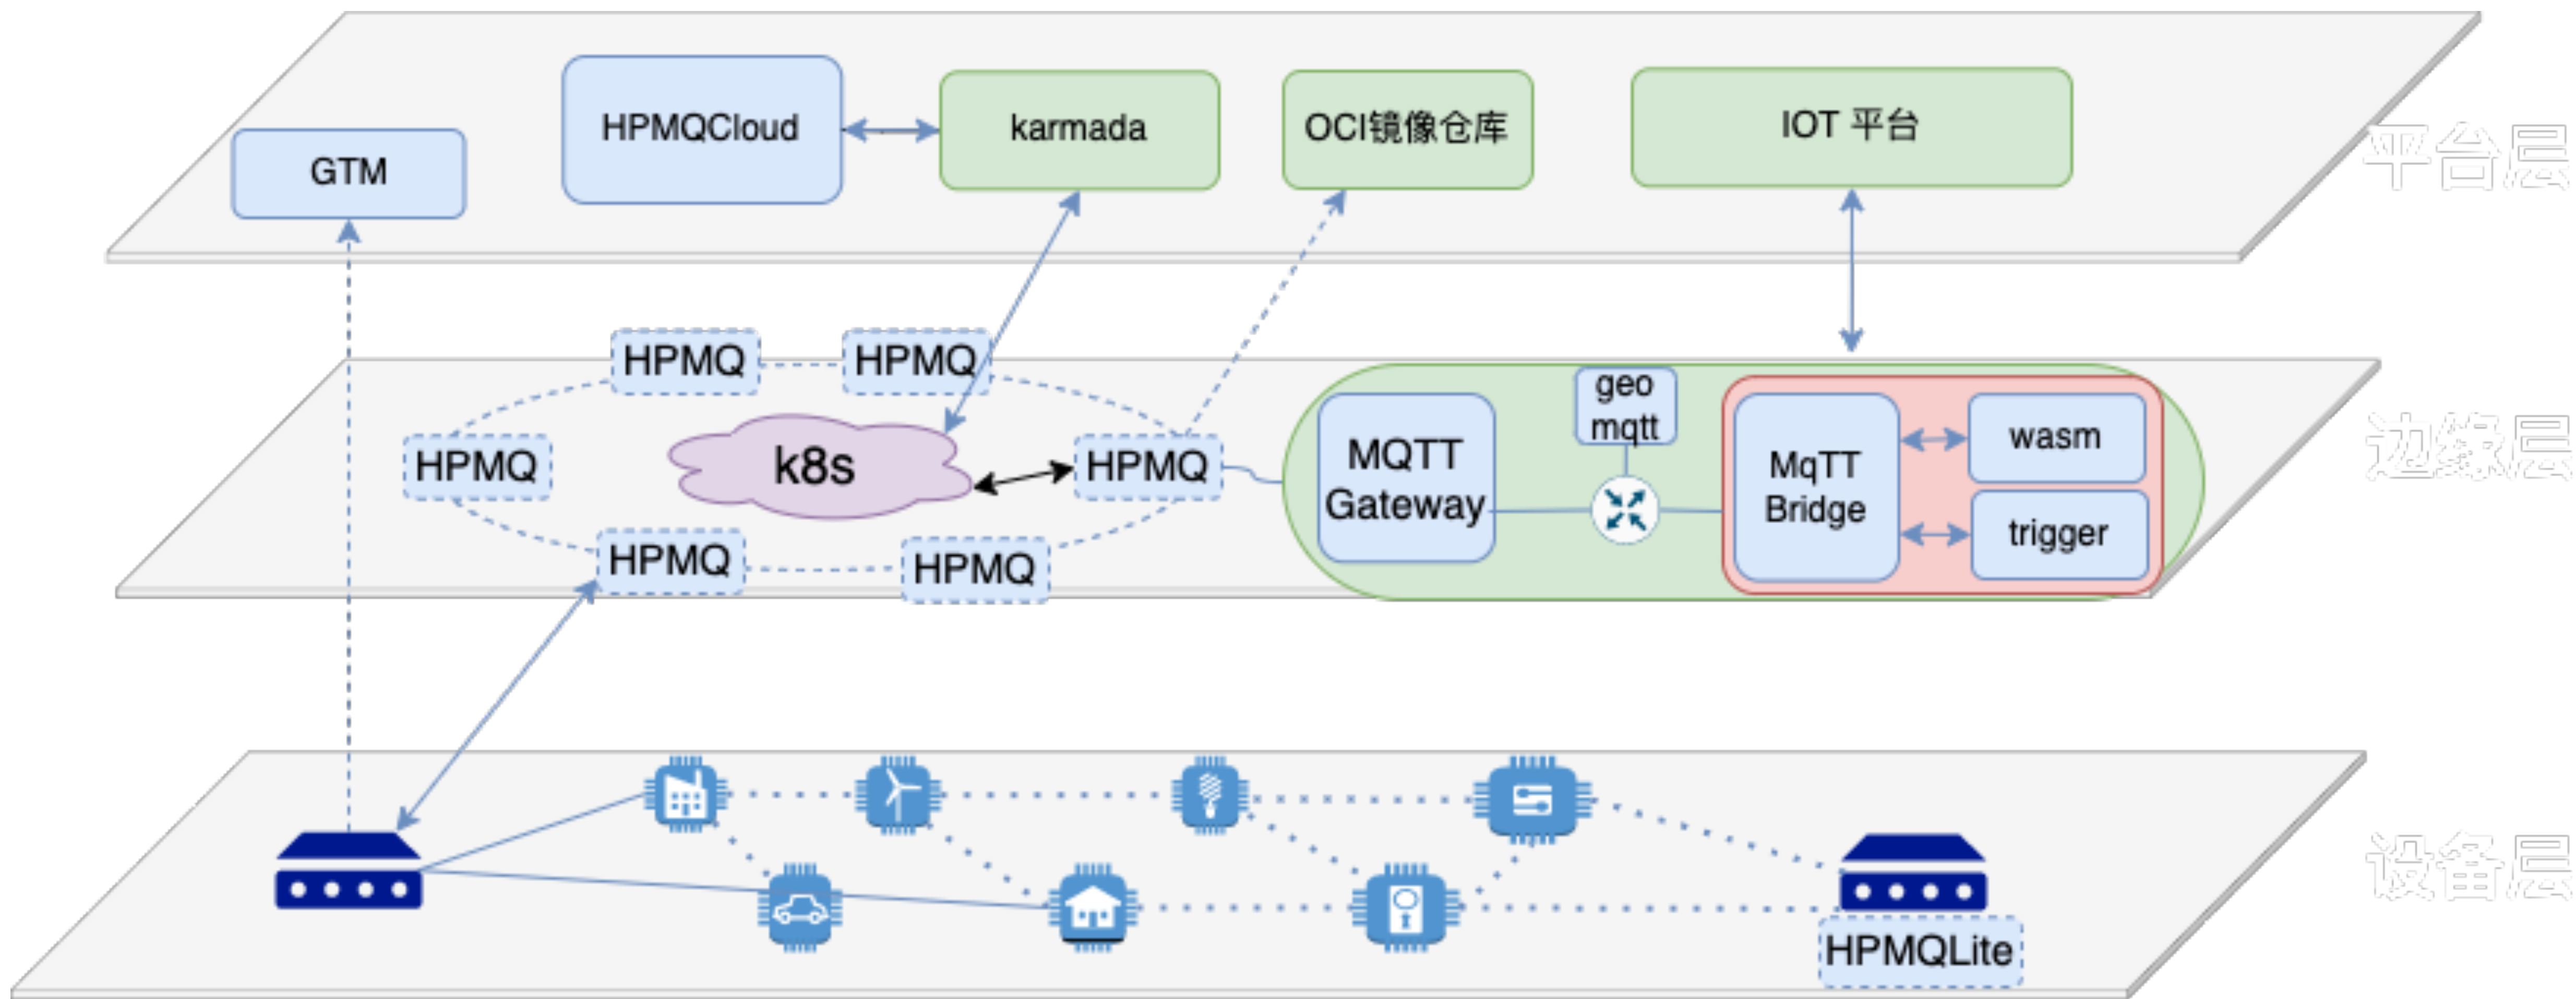 HPMQCloud
karmada
OCI镜像仓库
IOT 平台
GTM
平台层
HPMQ
HPMQ
geo
mqtt
HPMQ
k8s
HPMQ
MQTT
Gateway
MqTT
Bridge
wasm
trigger
边缘层
HPMQ
HPMQ
设备层
HPMQLite